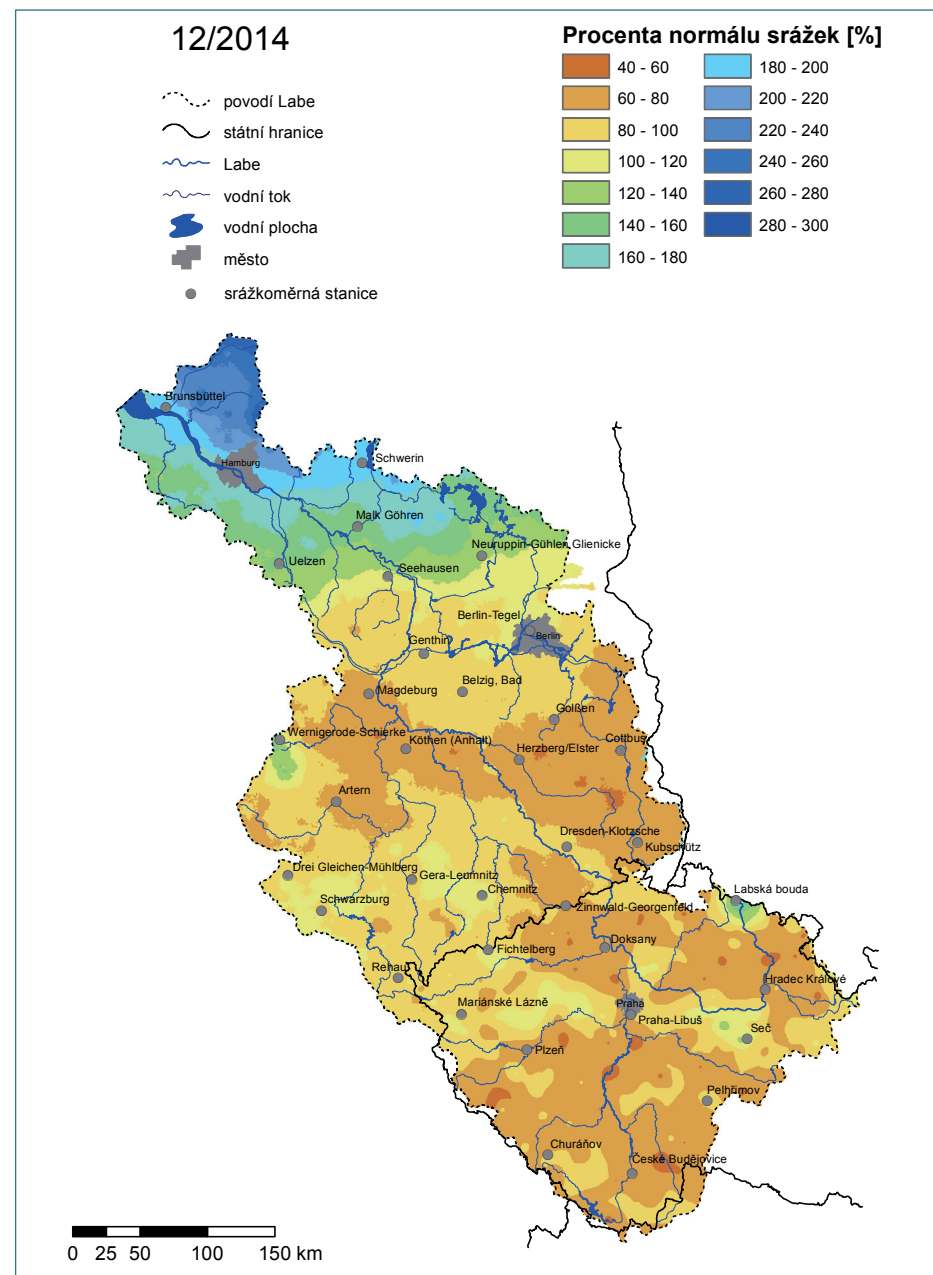 12/2014
povodí Labe
státní hranice
Labe
vodní tok
vodní plocha
město
srážkoměrná stanice
Procenta normálu srážek [%]
40 - 60
60 - 80
80 - 100
100 - 120
120 - 140
140 - 160
160 - 180
180 - 200
200 - 220
220 - 240
240 - 260
260 - 280
280 - 300
Brunsbüttel
Hamburg
Schwerin
Malk Göhren
Neuruppin-Gühlen Glienicke
Uelzen
Seehausen
Berlin-Tegel
Berlin
Genthin
Belzig, Bad
Magdeburg
Golßen
Wernigerode-Schierke
Köthen (Anhalt)
Herzberg/Elster
Cottbus
Artern
Dresden-Klotzsche
Kubschütz
Drei Gleichen-Mühlberg
Gera-Leumnitz
Chemnitz
Labská bouda
Schwarzburg
Zinnwald-Georgenfeld
Fichtelberg
Doksany
Rehau
Hradec Králové
Mariánské Lázně
Praha
Praha-Libuš
Seč
Plzeň
Pelhřimov
Churáňov
České Budějovice
0 25 50 100 150 km